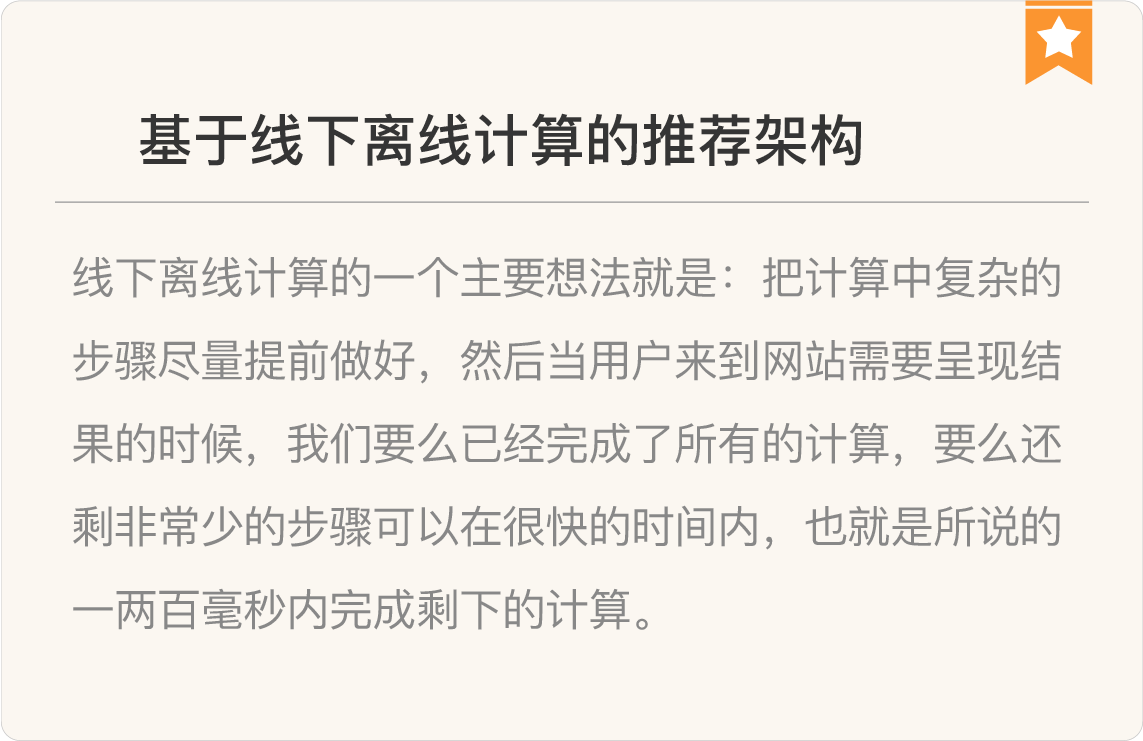 基于线下离线计算的推荐架构
线下离线计算的一个主要想法就是：把计算中复杂的
步骤尽量提前做好，然后当用户来到网站需要呈现结
果的时候，我们要么已经完成了所有的计算，要么还
剩非常少的步骤可以在很快的时间内，也就是所说的
一两百毫秒内完成剩下的计算。